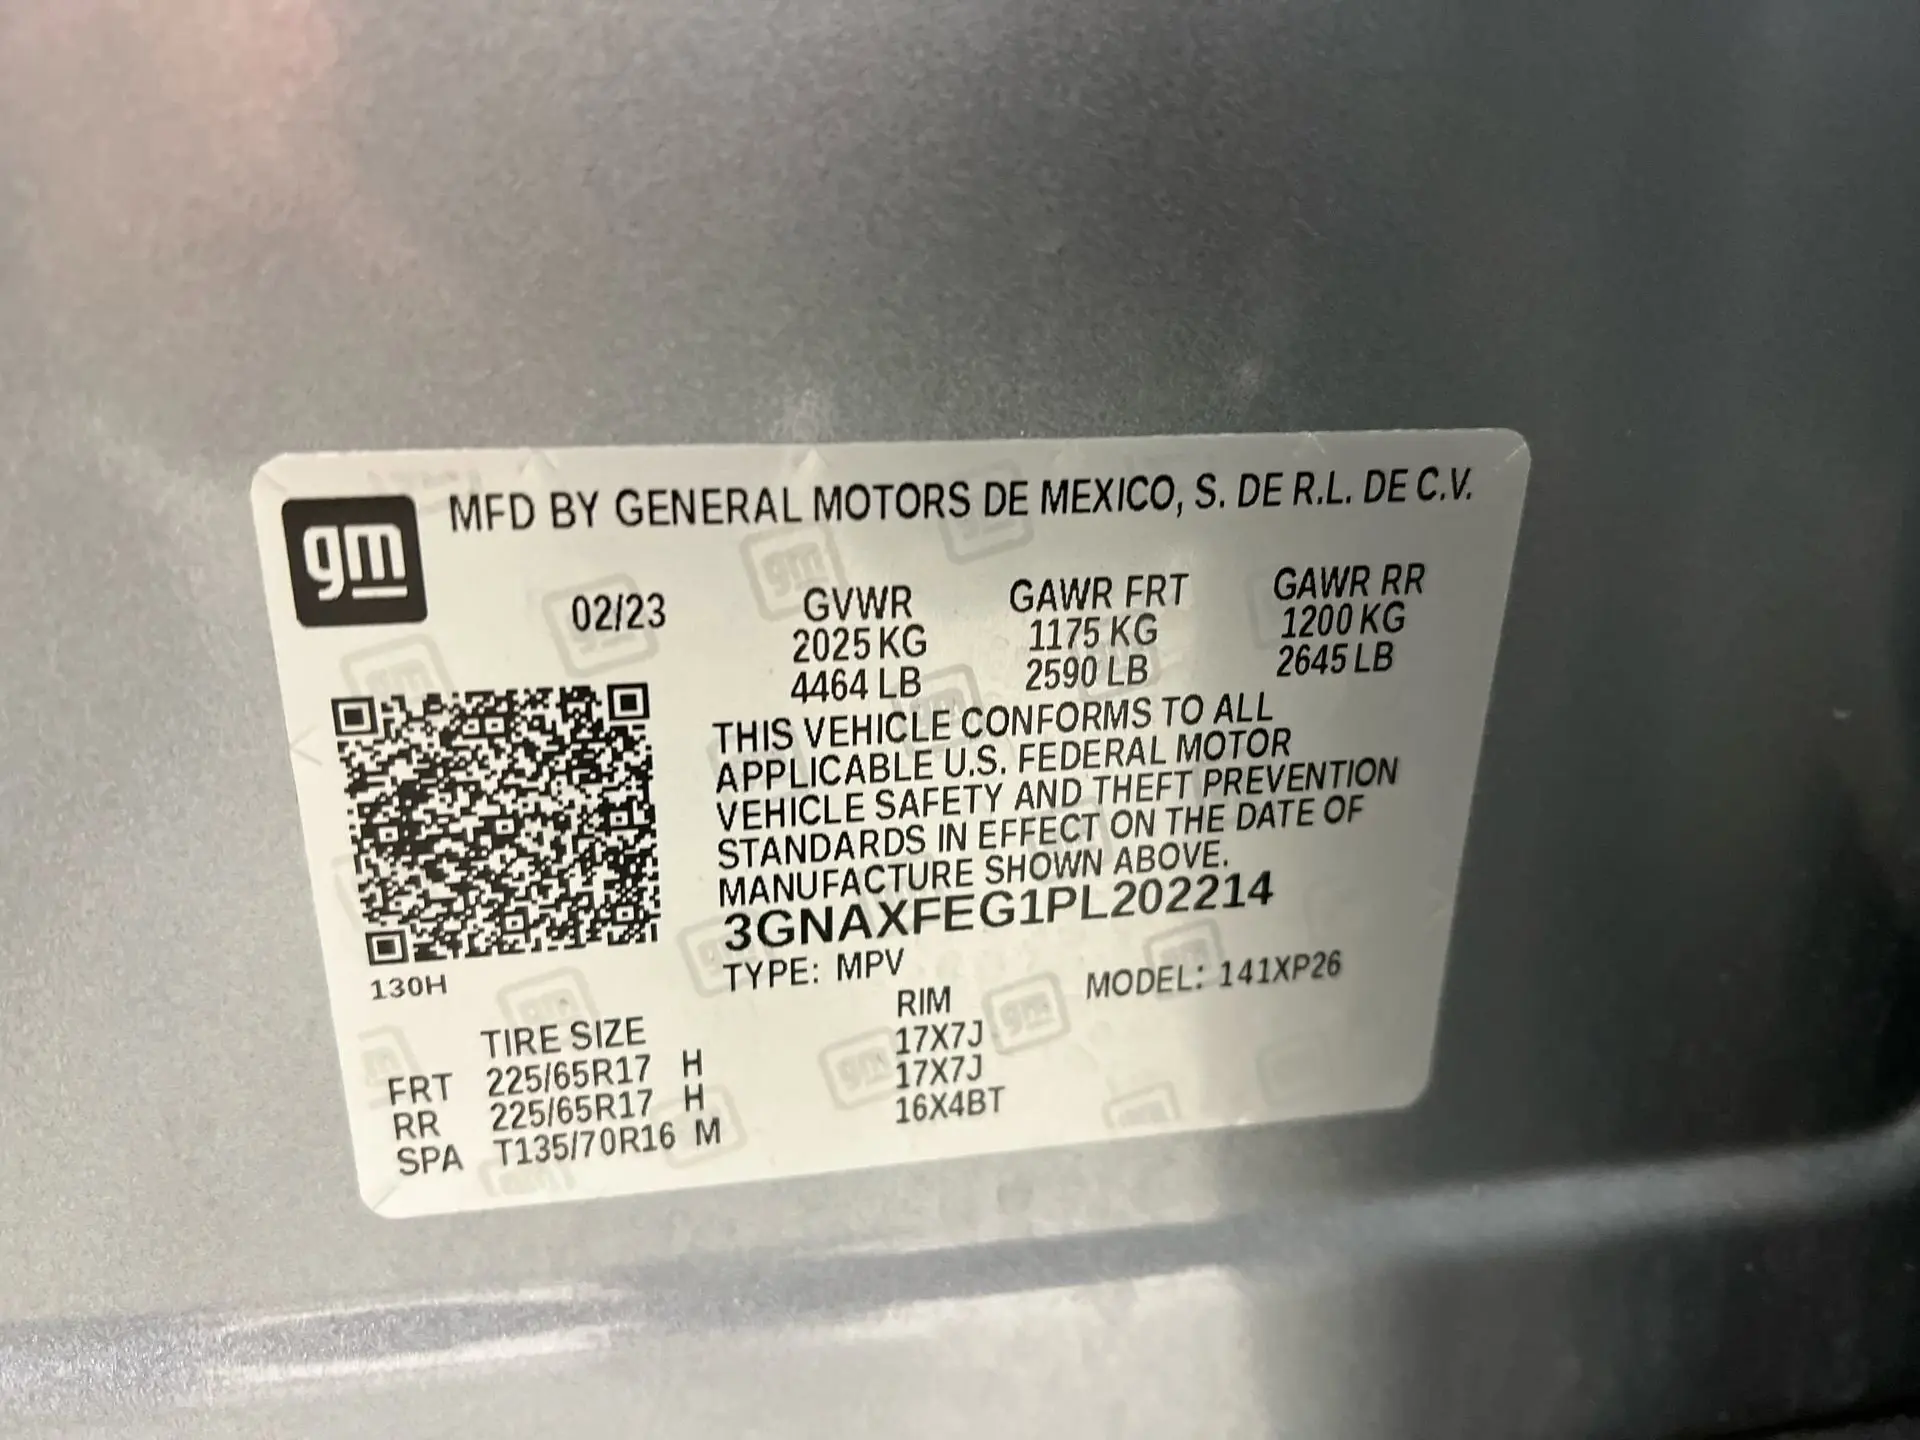 gm
MFD BY GENERAL MOTORS DE MEXICO, S. DE R.L. DE C.V.
02/23 GVWR GAWR FRT GAWR RR
2025 KG 1175 KG 1200 KG
4464 LB 2590 LB 2645 LB
THIS VEHICLE CONFORMS TO ALL
APPLICABLE U.S. FEDERAL MOTOR
VEHICLE SAFETY AND THEFT PREVENTION
STANDARDS IN EFFECT ON THE DATE OF
MANUFACTURE SHOWN ABOVE.
3GNAXFEG1PL202214
TYPE: MPV MODEL: 141XP26
130H
TIRE SIZE RIM
FRT 225/65R17 H 17X7J
RR 225/65R17 H 17X7J
SPA T135/70R16 M 16X4BT